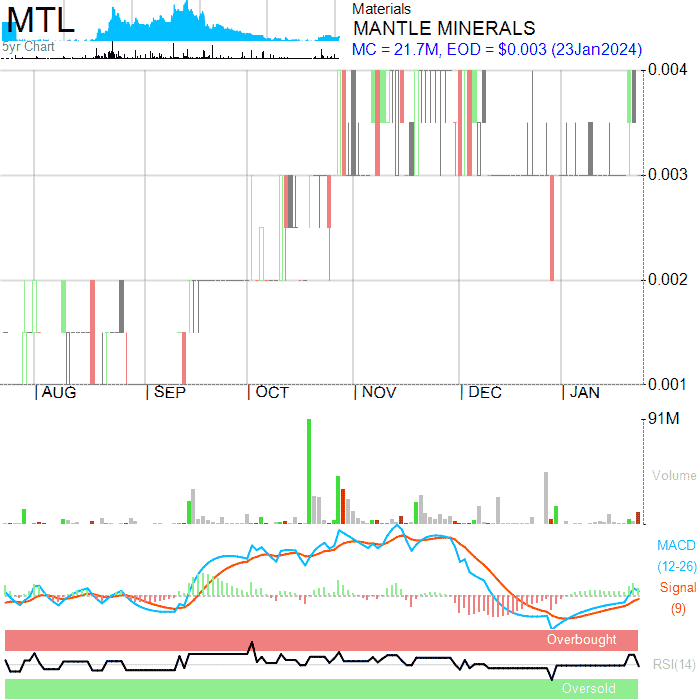 MTL
5yr Chart
Materials
MANTLE MINERALS
MC = 21.7M, EOD = $0.003 (23Jan2024)
0.004
0.003
0.002
0.001
AUG SEP OCT NOV DEC JAN
91M
Volume
MACD
(12-26)
Signal
(9)
Overbought
RSI(14)
Oversold